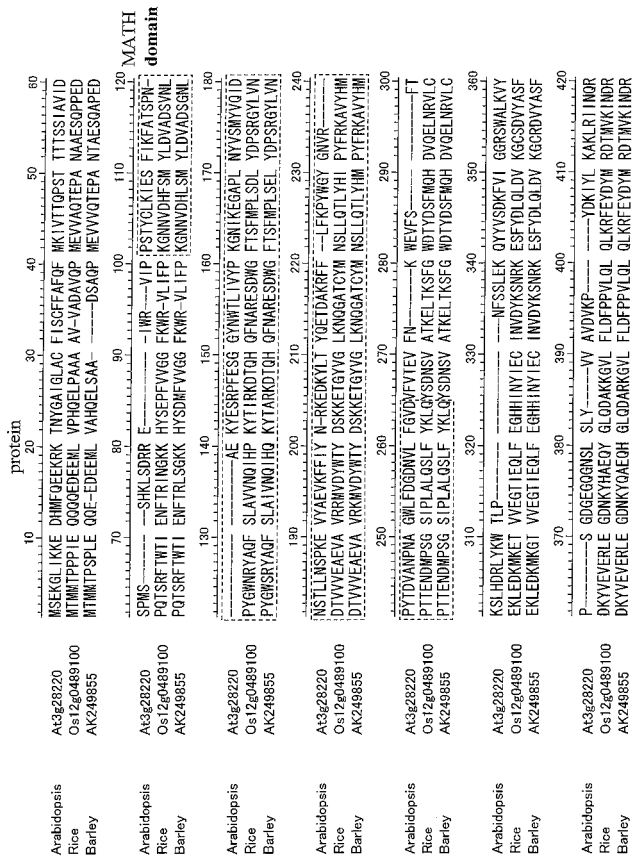 protein
10 20 30 40 50 60
Arabidopsis At3g28220 MSEKGLIKKE DHMFQEEKRK TNYGAIGLAC FISCFFAFQF MKIVTTQPST TTTSSIAVID
Rice Os12g0489100 MTMMTPPPIE QQQQEDEEML VPHQELPAAA AV-VADAVQP MEVVAQTEPA NAAESQPPED
Barley AK249855 MTMMTSPPLE QQE-EDEEML VAHQELSAA- ----DSAQP MEVVVQTEPA NTAESQAPED
MATH domain
70 80 90 100 110 120
Arabidopsis At3g28220 SPMS------ --SHKLSDRR E--------- -IWR---VIP PSTYCLKIES FIKFATSPN-
Rice Os12g0489100 PQTSRFTWTI ENFTRINGKK HYSEPFVVGG FKWR-VLIFP KGNNVDHFSM YLDVADSVNL
Barley AK249855 PQTSRFTWTI ENFTRLSGKK HYSDMFVVGG FKWR-VLIFP KGNNVDHLSM YLDVADSGNL
130 140 150 160 170 180
Arabidopsis At3g28220 ---------- --------AE KYESRPFESG GYNWTLIVYP KGNIKEGAPL NYVSMYVQID
Rice Os12g0489100 PYGWNRYAQF SLAVVNQIHP KYTIRKDTQH QFNARESDWG FTSFMPLSDL YDPSRGYLVN
Barley AK249855 PYGWSRYAQF SLAIVNQIHQ KYTARKDTQH QFNARESDWG FTSFMPLSEL YDPSRGYLVN
190 200 210 220 230 240
Arabidopsis At3g28220 NSTLLNSPKE VYAEVKFFIY N-RKEDKYLT YQETDAKRFF --LFKPYWGY GNVR------
Rice Os12g0489100 DTVVVEAEVA VRKMVDYWTY DSKKETGYVG LKNQGATCYM NSLLQTLYHI PYFRKAVYHM
Barley AK249855 DTVVVEAEVA VRKMVDYWTY DSKKETGYVG LKNQGATCYM NSLLQTLYHM PYFRKAVYHM
250 260 270 280 290 300
Arabidopsis At3g28220 PYTDVANPNA GWLFDGDNVL FGVDVFVIEV FN-------- K WEVFS----- --------FT
Rice Os12g0489100 PTTENDMPSG SIPLALQSLF YKLQYSDNSV ATKELTKSFG WDTYDSFMQH DVQELNRVLC
Barley AK249855 PTTENDMPSG SIPLALQSLF YKLQYSDNSV ATKELTKSFG WDTYDSFMQH DVQELNRVLC
310 320 330 340 350 360
Arabidopsis At3g28220 KSLHDRLYKW TLP------- ---------- ---NFSSLEK QYYVSDKFVI GGRSWALKVY
Rice Os12g0489100 EKLEDKMKET VVEGTIEQLF EGHHINYIEC INVDYKSNRK ESFYDLQLDV KGCSDVYASF
Barley AK249855 EKLEDKMKGT VVEGTIEQLF EGHHINYIEC INVDYKSNRK ESFYDLQLDV KGCRDVYASF
370 380 390 400 410 420
Arabidopsis At3g28220 P--------S GDGEGQGNSL SLY-----VV AVDVKP---- ------YDKIYL KAKLRIINQR
Rice Os12g0489100 DKYVEVERLE GDNKYHAEQY GLQDAKKGVL FLDFPPVLQL QLKRFEYDYM RDTMVKINDR
Barley AK249855 DKYVEVERLE GDNKYQAEQH GLQDARKGVL FLDFPPVLQL QLKRFEYDYM RDTMVKINDR